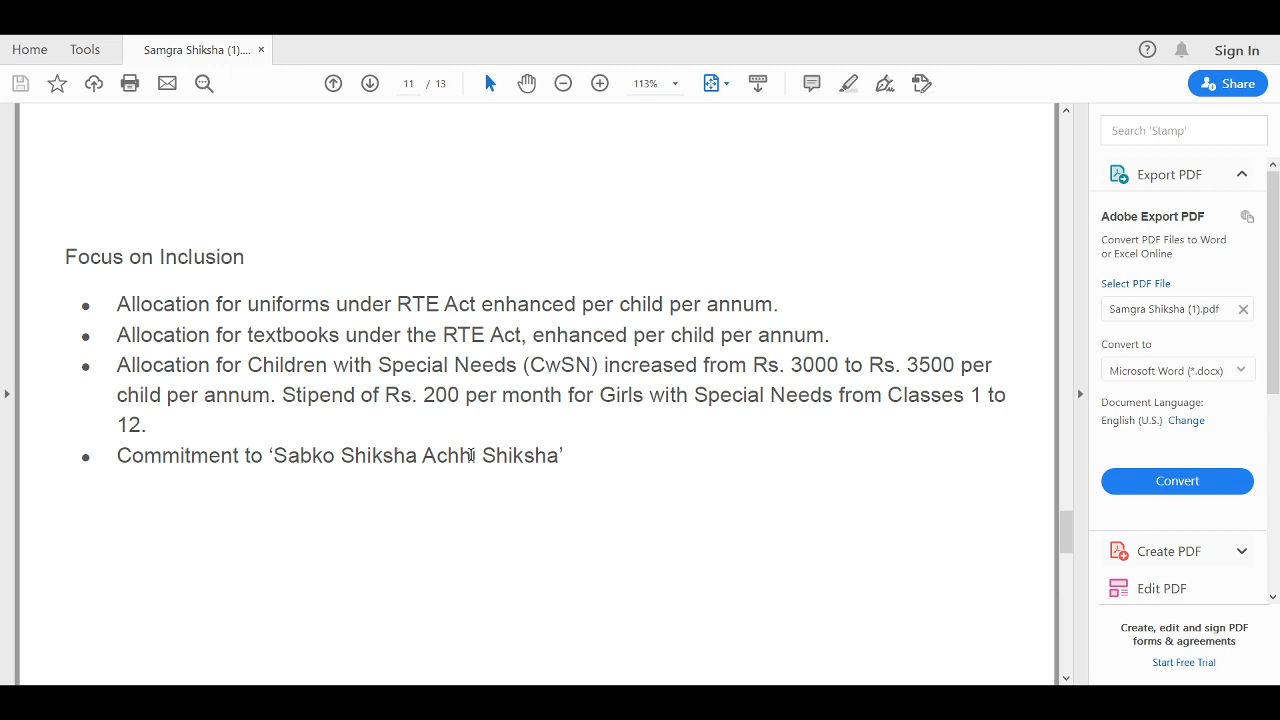 Home Tools Samgra Shiksha (1).... ×
Sign In
11 / 13 113% Share
Search 'Stamp'
Export PDF
Adobe Export PDF
Convert PDF Files to Word
or Excel Online
Select PDF File
Samgra Shiksha (1).pdf
Convert to
Microsoft Word (*.docx)
Document Language:
English (U.S.) Change
Convert
Create PDF
Edit PDF
Create, edit and sign PDF
forms & agreements
Start Free Trial
Focus on Inclusion
• Allocation for uniforms under RTE Act enhanced per child per annum.
• Allocation for textbooks under the RTE Act, enhanced per child per annum.
• Allocation for Children with Special Needs (CwSN) increased from Rs. 3000 to Rs. 3500 per
child per annum. Stipend of Rs. 200 per month for Girls with Special Needs from Classes 1 to
12.
• Commitment to ‘Sabko Shiksha Achhi Shiksha’